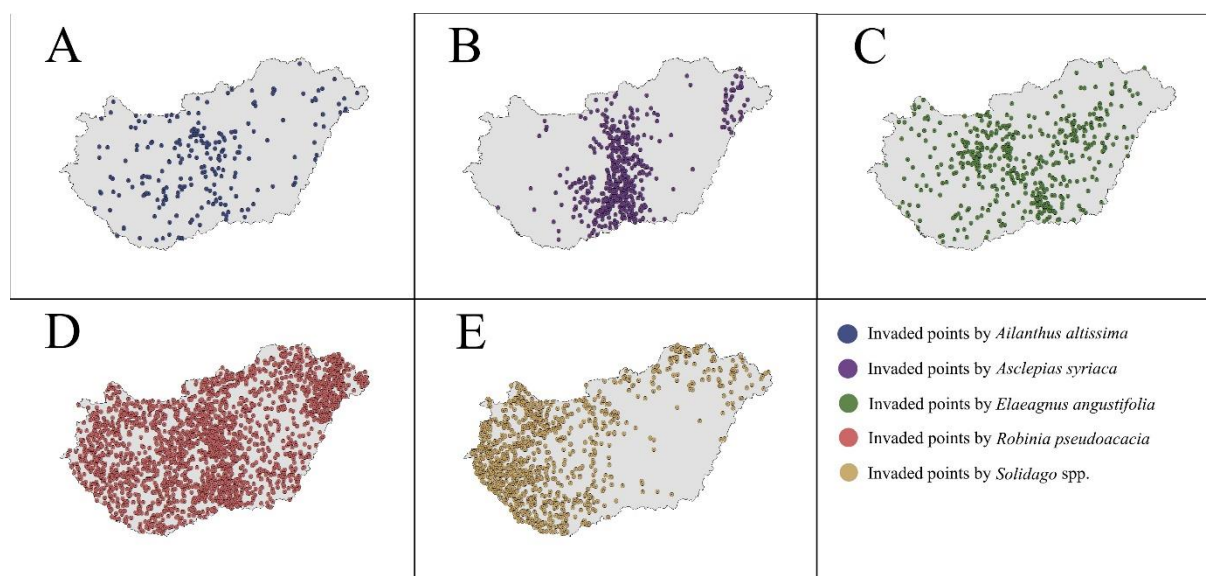 A
B
C
D
E
Invaded points by Ailanthus altissima
Invaded points by Asclepias syriaca
Invaded points by Elaeagnus angustifolia
Invaded points by Robinia pseudoacacia
Invaded points by Solidago spp.